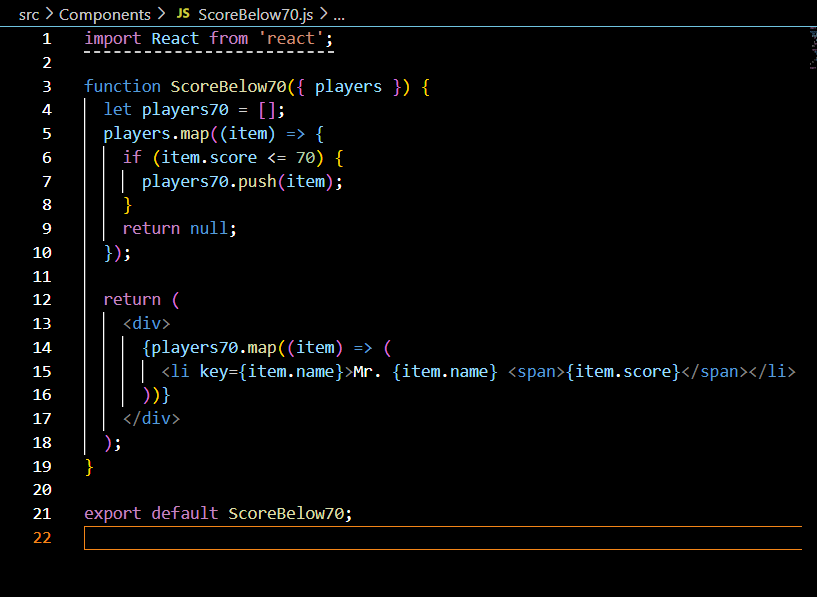 src > Components > JS ScoreBelow70.js > ...
1 import React from 'react';
2
3 function ScoreBelow70({ players }) {
4 let players70 = [];
5 players.map((item) => {
6 if (item.score <= 70) {
7 players70.push(item);
8 }
9 return null;
10 });
11
12 return (
13 <div>
14 {players70.map((item) => (
15 <li key={item.name}>Mr. {item.name} <span>{item.score}</span></li>
16 ))}
17 </div>
18 );
19 }
20
21 export default ScoreBelow70;
22